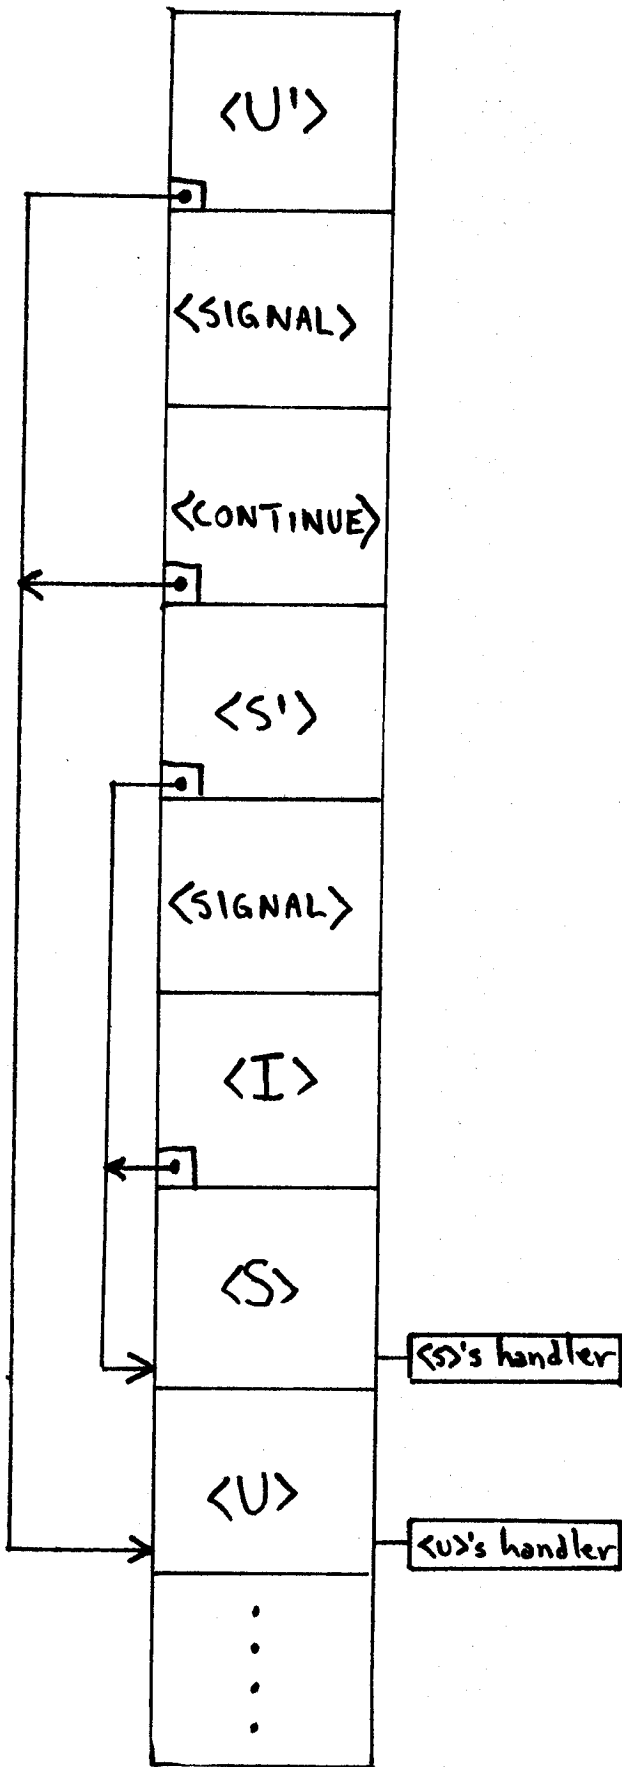 <U'>
<SIGNAL>
<CONTINUE>
<S'>
<SIGNAL>
<I>
<S>
<S>'s handler
<U>
<U>'s handler